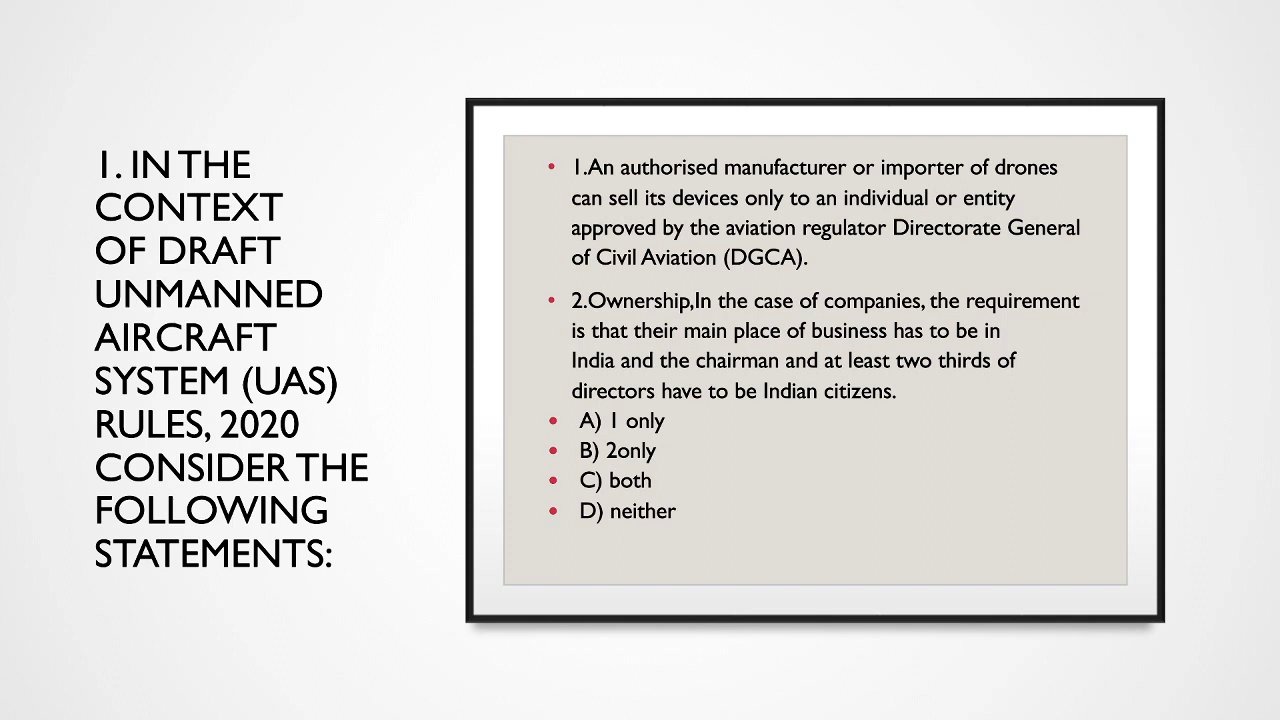 1. IN THE
CONTEXT
OF DRAFT
UNMANNED
AIRCRAFT
SYSTEM (UAS)
RULES, 2020
CONSIDER THE
FOLLOWING
STATEMENTS:
• 1.An authorised manufacturer or importer of drones
can sell its devices only to an individual or entity
approved by the aviation regulator Directorate General
of Civil Aviation (DGCA).
• 2.Ownership,In the case of companies, the requirement
is that their main place of business has to be in
India and the chairman and at least two thirds of
directors have to be Indian citizens.
• A) 1 only
• B) 2only
• C) both
• D) neither